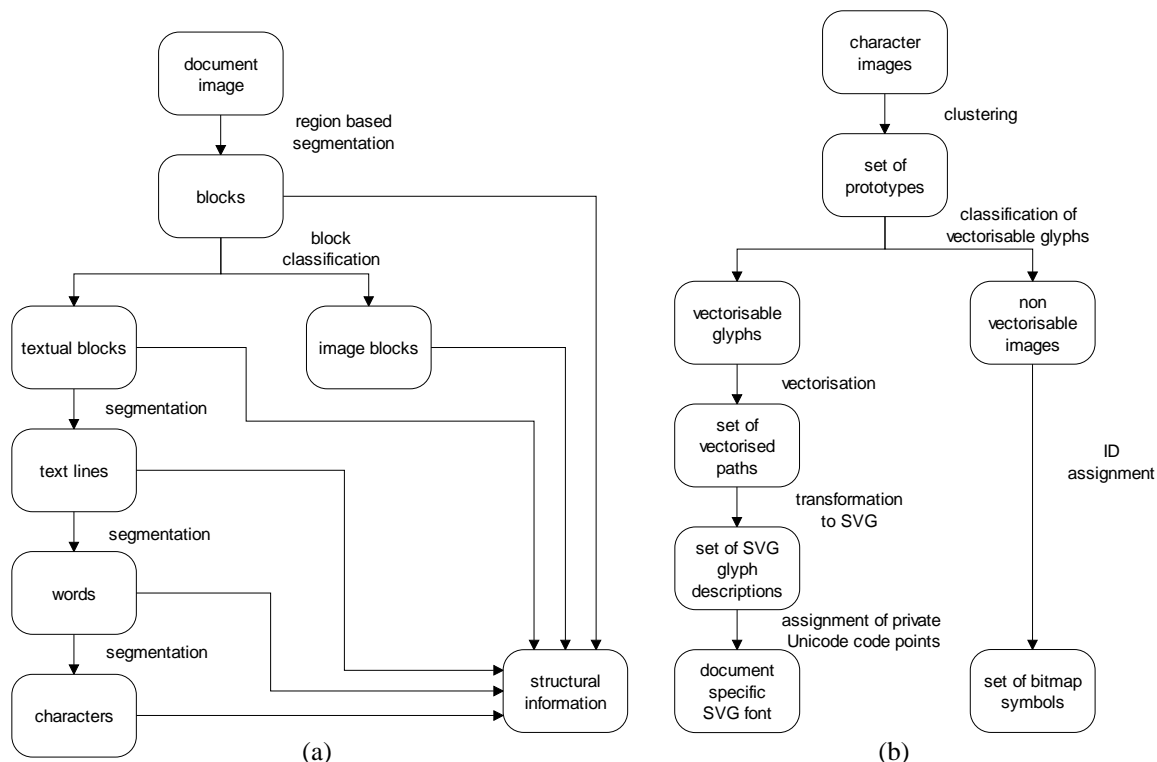 document
image
region based
segmentation
blocks
block
classification
textual blocks
image blocks
segmentation
text lines
segmentation
words
segmentation
characters
structural
information
(a)
character
images
clustering
set of
prototypes
classification of
vectorisable glyphs
vectorisable
glyphs
non
vectorisable
images
vectorisation
set of
vectorised
paths
ID
assignment
transformation
to SVG
set of SVG
glyph
descriptions
assignment of private
Unicode code points
document
specific
SVG font
set of bitmap
symbols
(b)